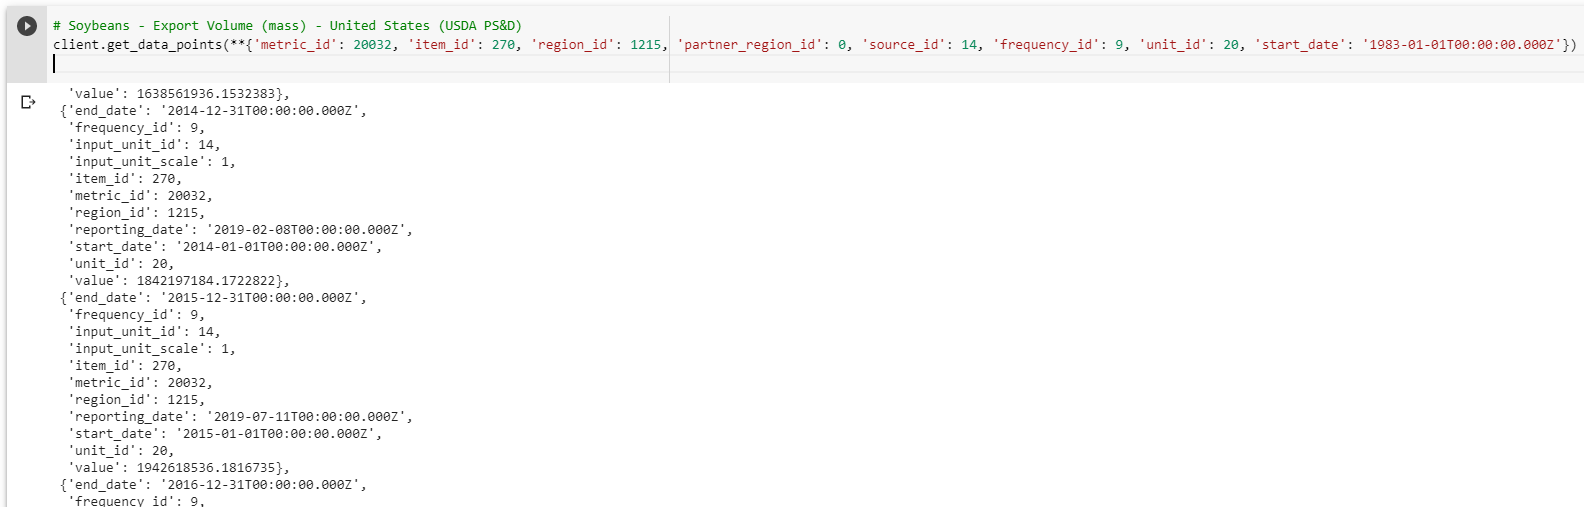 # Soybeans - Export Volume (mass) - United States (USDA PS&D)
client.get_data_points(**{'metric_id': 20032, 'item_id': 270, 'region_id': 1215, 'partner_region_id': 0, 'source_id': 14, 'frequency_id': 9, 'unit_id': 20, 'start_date': '1983-01-01T00:00:00.000Z'})
'value': 1638561936.1532383},
{'end_date': '2014-12-31T00:00:00.000Z',
'frequency_id': 9,
'input_unit_id': 14,
'input_unit_scale': 1,
'item_id': 270,
'metric_id': 20032,
'region_id': 1215,
'reporting_date': '2019-02-08T00:00:00.000Z',
'start_date': '2014-01-01T00:00:00.000Z',
'unit_id': 20,
'value': 1842197184.1722822},
{'end_date': '2015-12-31T00:00:00.000Z',
'frequency_id': 9,
'input_unit_id': 14,
'input_unit_scale': 1,
'item_id': 270,
'metric_id': 20032,
'region_id': 1215,
'reporting_date': '2019-07-11T00:00:00.000Z',
'start_date': '2015-01-01T00:00:00.000Z',
'unit_id': 20,
'value': 1942618536.1816735},
{'end_date': '2016-12-31T00:00:00.000Z',
'frequency_id': 9,